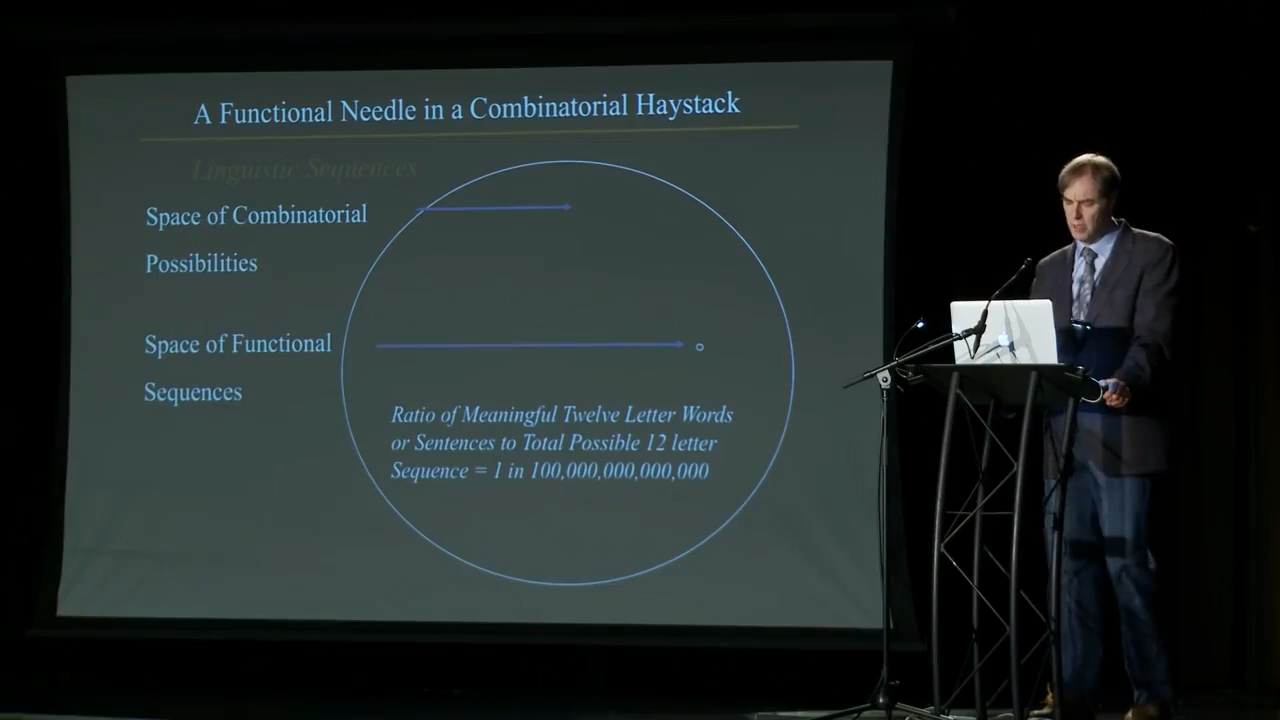 A Functional Needle in a Combinatorial Haystack
Linguistic Sequences
Space of Combinatorial
Possibilities
Space of Functional
Sequences
Ratio of Meaningful Twelve Letter Words
or Sentences to Total Possible 12 letter
Sequence = 1 in 100,000,000,000,000